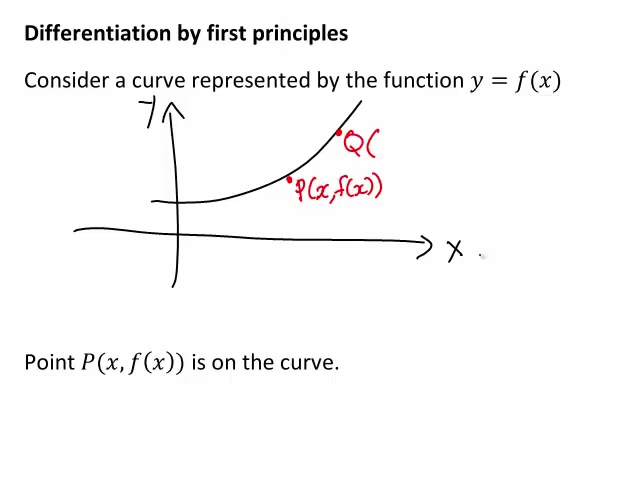 Differentiation by first principles
Consider a curve represented by the function y = f(x)
y
Q(
P(x, f(x))
x
Point P(x, f(x)) is on the curve.